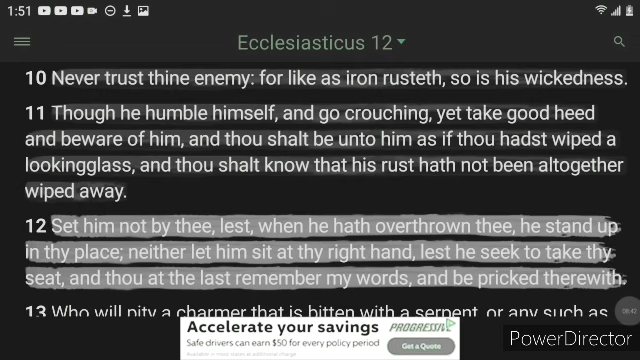 1:51
Ecclesiasticus 12
10 Never trust thine enemy: for like as iron rusteth, so is his wickedness.
11 Though he humble himself, and go crouching, yet take good heed
and beware of him, and thou shalt be unto him as if thou hadst wiped a
lookingglass, and thou shalt know that his rust hath not been altogether
wiped away.
12 Set him not by thee, lest, when he hath overthrown thee, he stand up
in thy place; neither let him sit at thy right hand, lest he seek to take thy
seat, and thou at the last remember my words, and be pricked therewith.
13 Who will pity a charmer that is bitten with a serpent, or any such as
Accelerate your savings
PROGRESSIVE
Safe drivers can earn $50 for every policy period
Get a Quote
08:42
PowerDirector